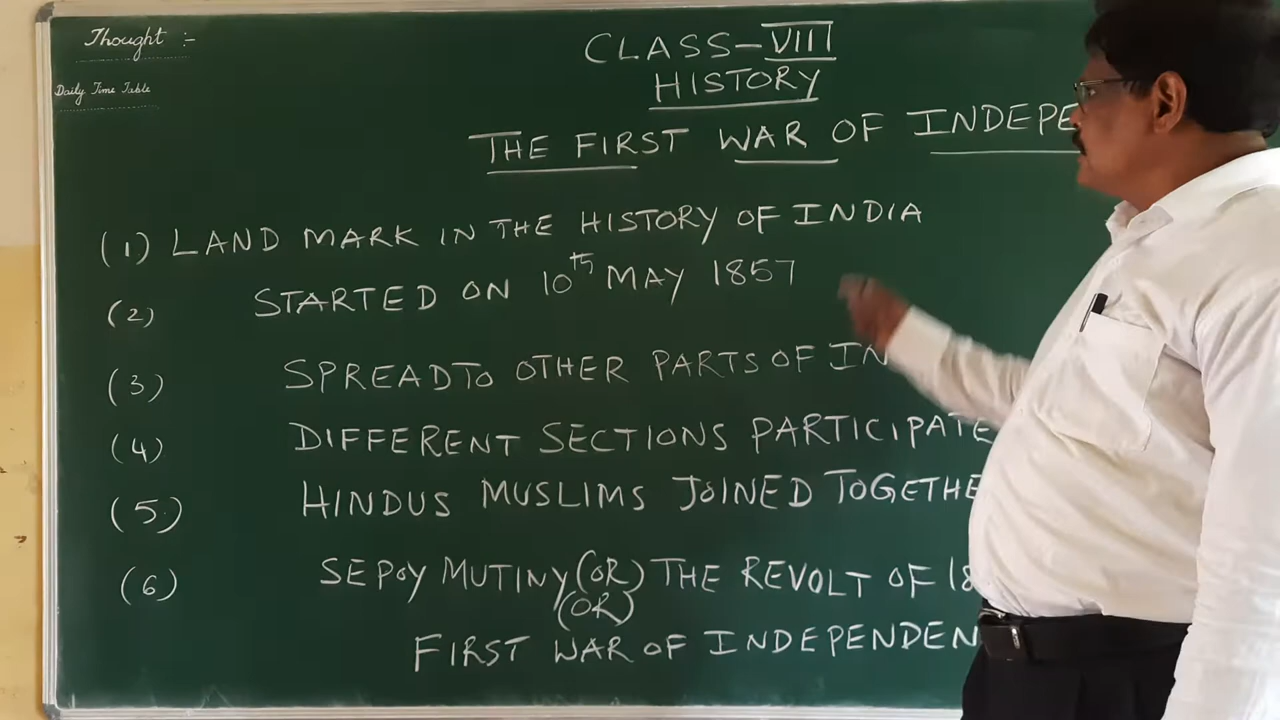 Thought :-
Daily Time Table
CLASS-VIII
HISTORY
THE FIRST WAR OF INDEPE
(1) LAND MARK IN THE HISTORY OF INDIA
(2) STARTED ON 10th MAY 1857
(3) SPREAD TO OTHER PARTS OF IN
(4) DIFFERENT SECTIONS PARTICIPATE
(5) HINDUS MUSLIMS JOINED TOGETHE
(6) SEPOY MUTINY (OR) THE REVOLT OF 18
(OR)
FIRST WAR OF INDEPENDEN